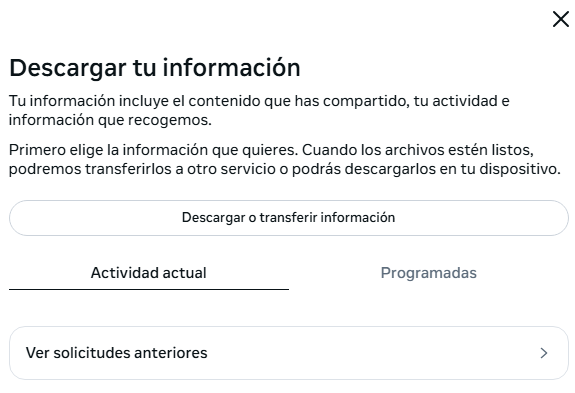 Descargar tu información
Tu información incluye el contenido que has compartido, tu actividad e
información que recogemos.
Primero elige la información que quieres. Cuando los archivos estén listos,
podremos transferirlos a otro servicio o podrás descargarlos en tu dispositivo.
Descargar o transferir información
Actividad actual
Programadas
Ver solicitudes anteriores